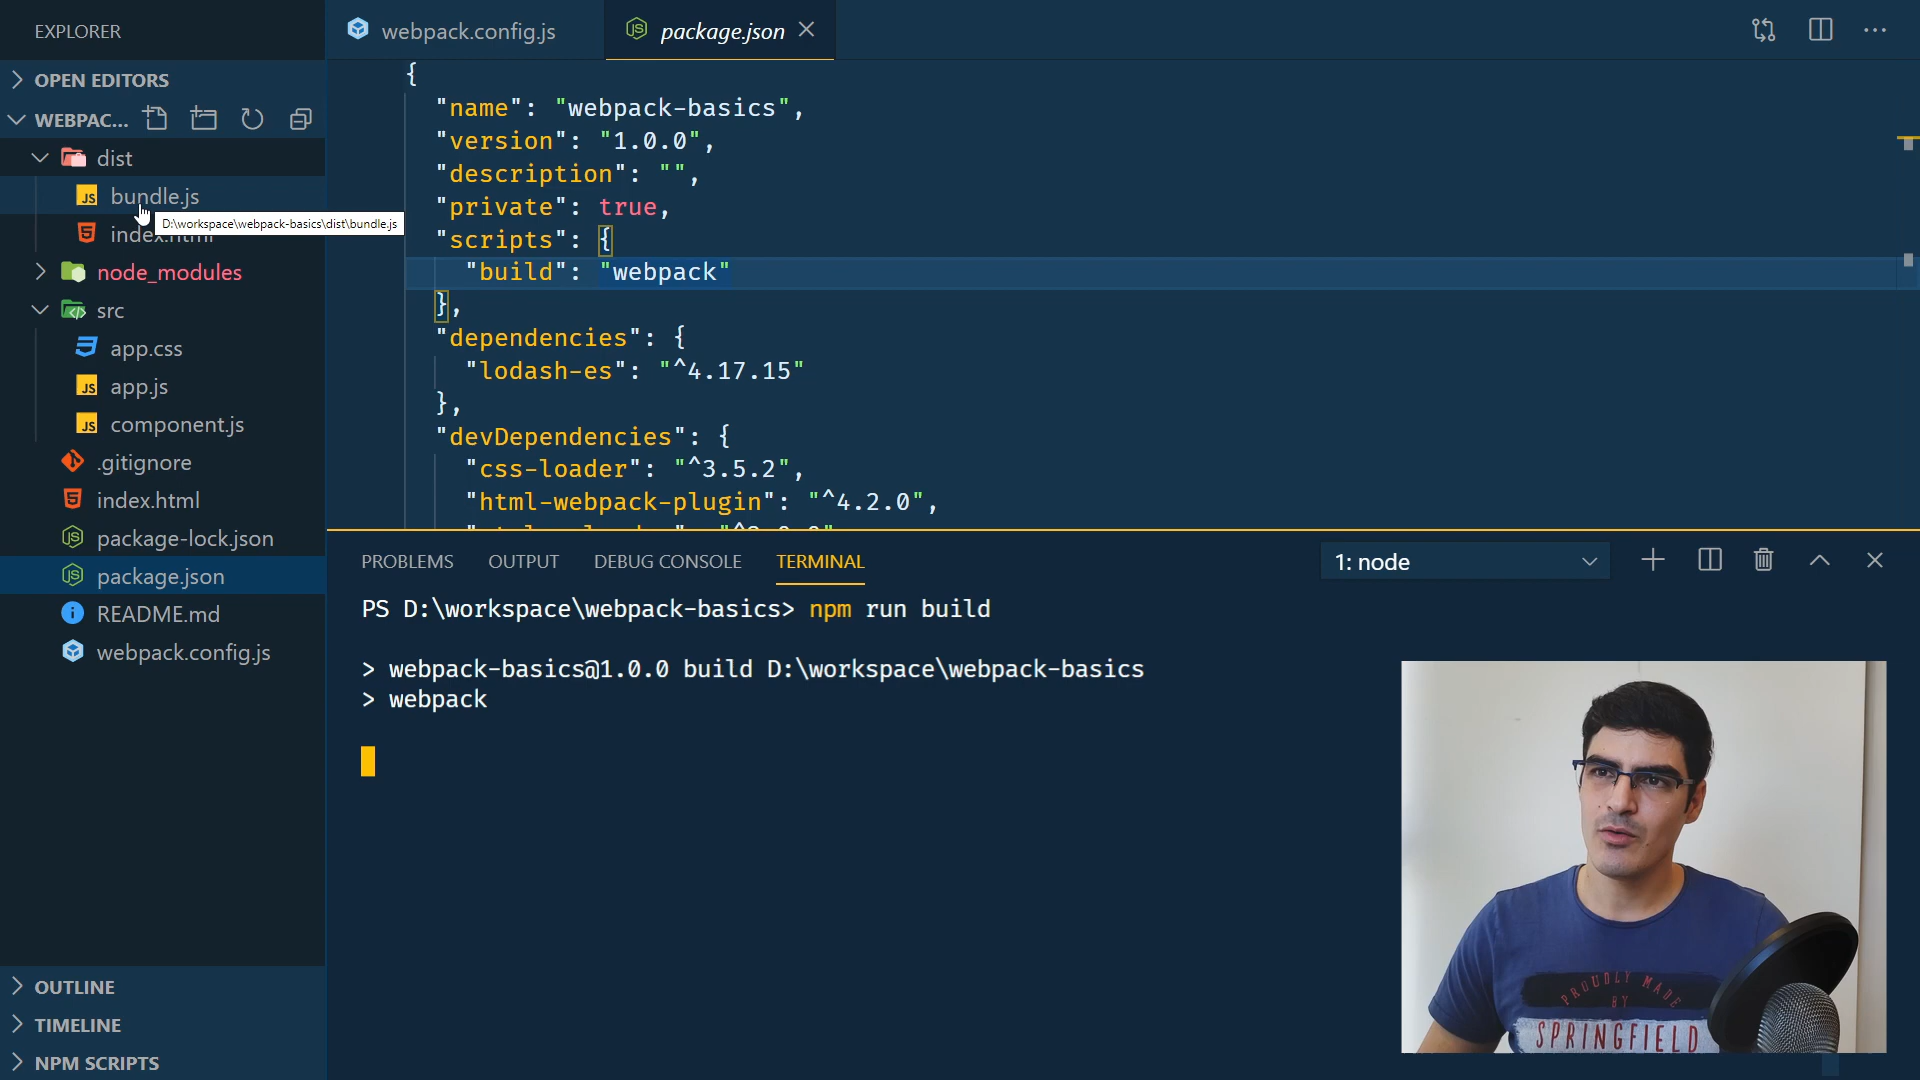 EXPLORER
OPEN EDITORS
WEBPAC...
dist
bundle.js
D:\workspace\webpack-basics\dist\bundle.js
index.html
node_modules
src
app.css
app.js
component.js
.gitignore
index.html
package-lock.json
package.json
README.md
webpack.config.js
OUTLINE
TIMELINE
NPM SCRIPTS
webpack.config.js
package.json
{
"name": "webpack-basics",
"version": "1.0.0",
"description": "",
"private": true,
"scripts": {
"build": "webpack"
},
"dependencies": {
"lodash-es": "^4.17.15"
},
"devDependencies": {
"css-loader": "^3.5.2",
"html-webpack-plugin": "^4.2.0",
PROBLEMS
OUTPUT
DEBUG CONSOLE
TERMINAL
1: node
PS D:\workspace\webpack-basics> npm run build
> webpack-basics@1.0.0 build D:\workspace\webpack-basics
> webpack
PROUDLY MADE
BY
SPRINGFIELD